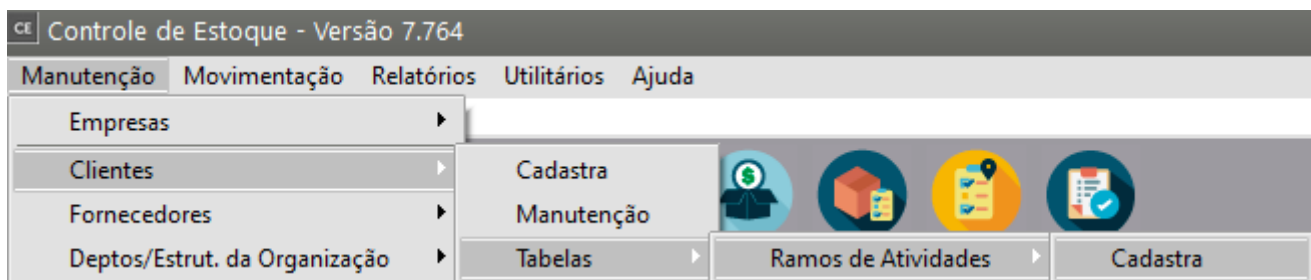 CE Controle de Estoque - Versão 7.764
Manutenção Movimentação Relatórios Utilitários Ajuda
Empresas
Clientes Cadastra
Fornecedores Manutenção
Deptos/Estrut. da Organização Tabelas Ramos de Atividades Cadastra